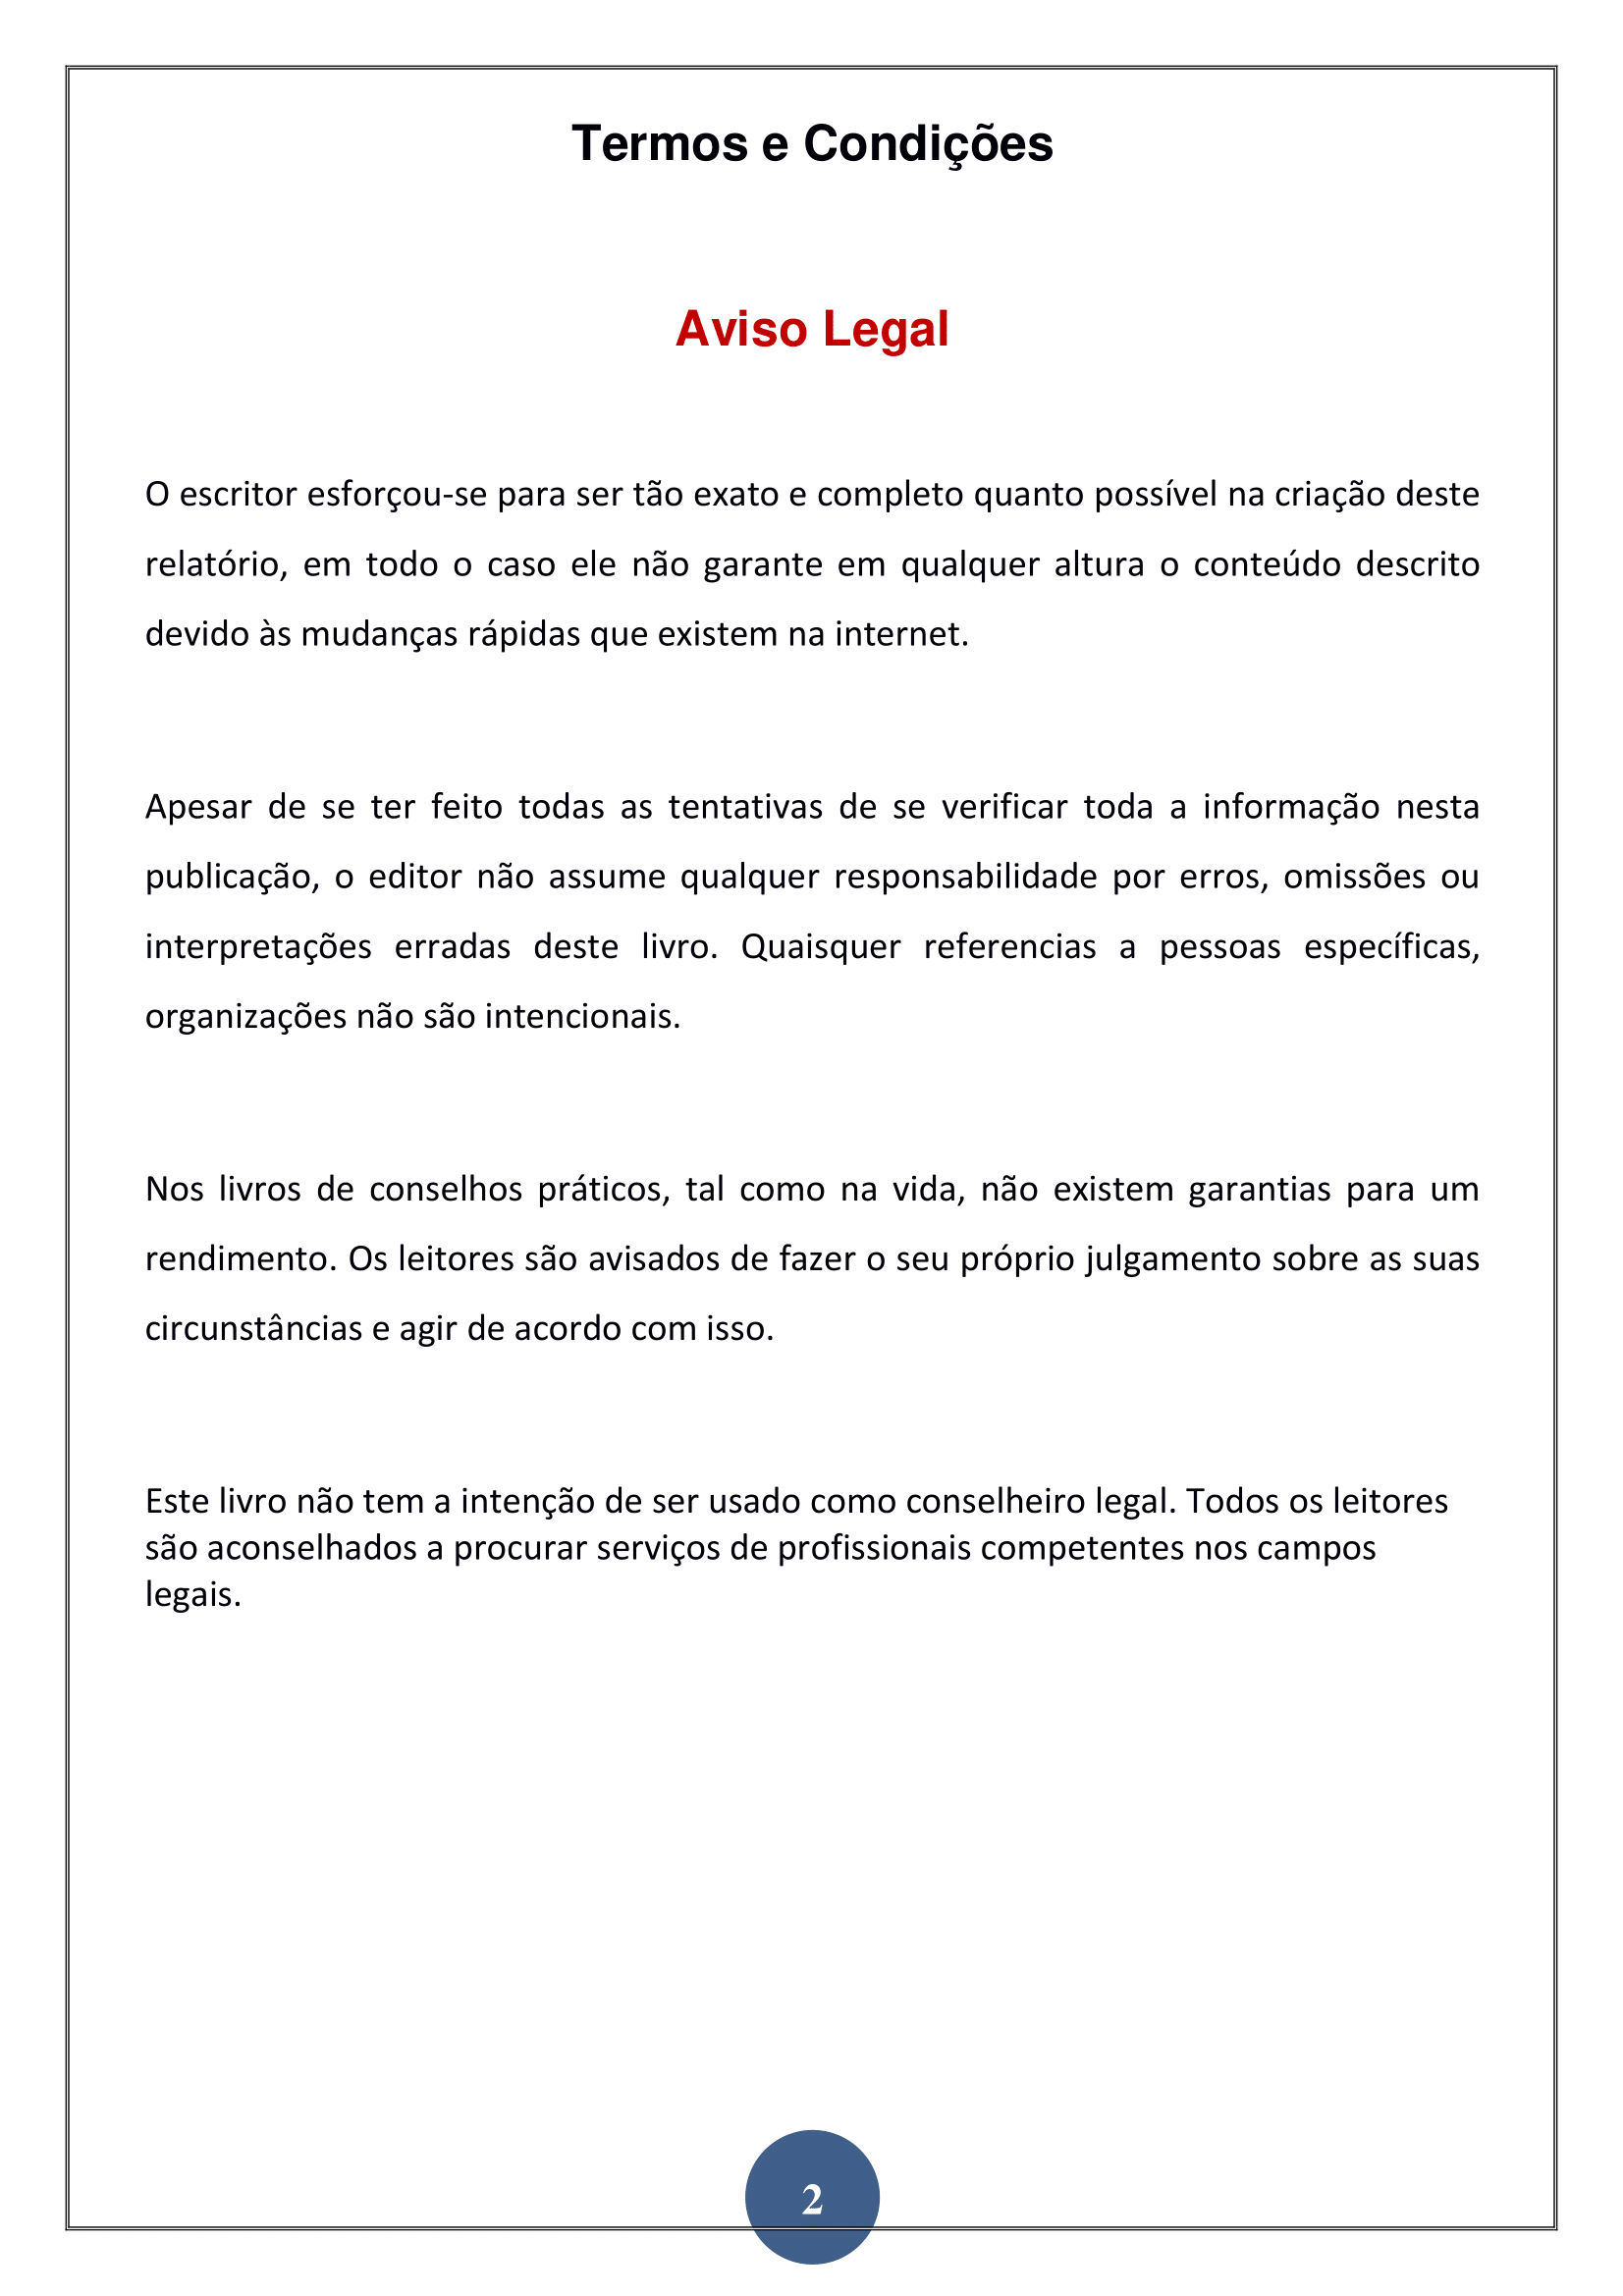 Termos e Condições
Aviso Legal
O escritor esforçou-se para ser tão exato e completo quanto possível na criação deste
relatório, em todo o caso ele não garante em qualquer altura o conteúdo descrito
devido às mudanças rápidas que existem na internet.
Apesar de se ter feito todas as tentativas de se verificar toda a informação nesta
publicação, o editor não assume qualquer responsabilidade por erros, omissões ou
interpretações erradas deste livro. Quaisquer referencias a pessoas específicas,
organizações não são intencionais.
Nos livros de conselhos práticos, tal como na vida, não existem garantias para um
rendimento. Os leitores são avisados de fazer o seu próprio julgamento sobre as suas
circunstâncias e agir de acordo com isso.
Este livro não tem a intenção de ser usado como conselheiro legal. Todos os leitores
são aconselhados a procurar serviços de profissionais competentes nos campos
legais.
2